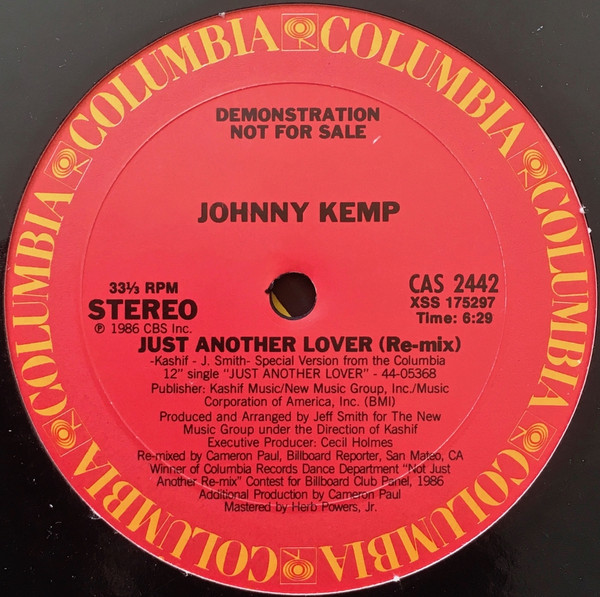 COLUMBIA COLUMBIA COLUMBIA COLUMBIA COLUMBIA COLUMBIA COLUMBIA COLUMBIA
DEMONSTRATION
NOT FOR SALE
JOHNNY KEMP
33⅓ RPM
STEREO
℗ 1986 CBS Inc.
CAS 2442
XSS 175297
Time: 6:29
JUST ANOTHER LOVER (Re-mix)
-Kashif - J. Smith- Special Version from the Columbia
12" single "JUST ANOTHER LOVER" - 44-05368
Publisher: Kashif Music/New Music Group, Inc./Music
Corporation of America, Inc. (BMI)
Produced and Arranged by Jeff Smith for The New
Music Group under the Direction of Kashif
Executive Producer: Cecil Holmes
Re-mixed by Cameron Paul, Billboard Reporter, San Mateo, CA
Winner of Columbia Records Dance Department "Not Just
Another Re-mix" Contest for Billboard Club Panel, 1986
Additional Production by Cameron Paul
Mastered by Herb Powers, Jr.